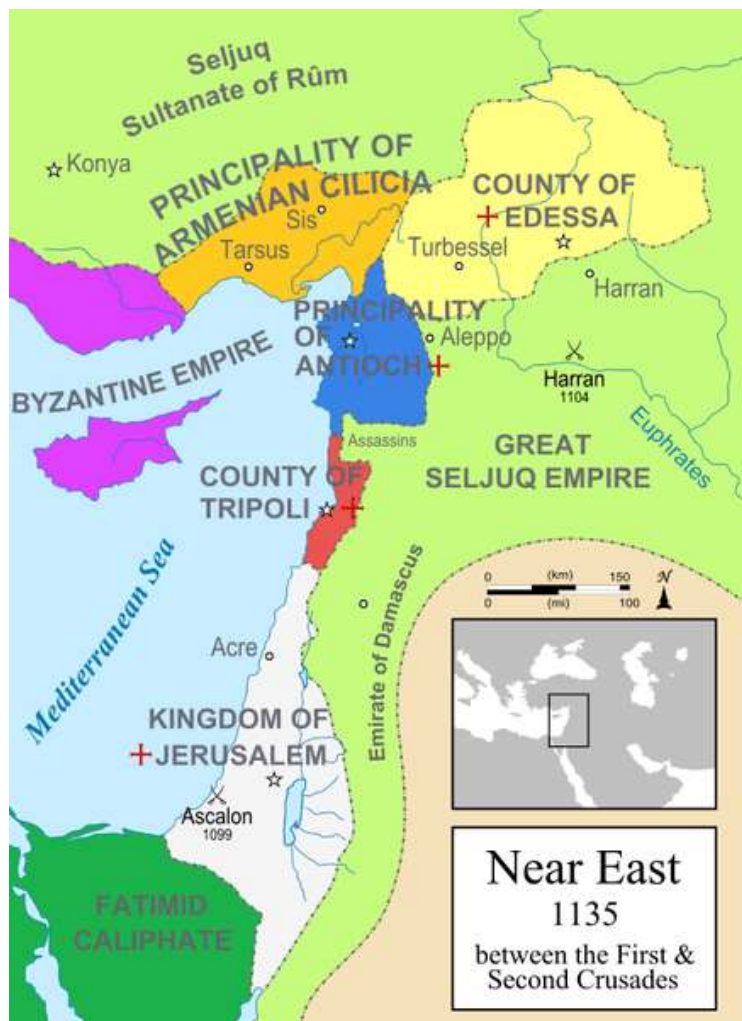 Seljuq
Sultanate of Rûm
Konya
PRINCIPALITY OF
ARMENIAN CILICIA
Sis
Tarsus
COUNTY OF
EDESSA
Turbessel
Harran
PRINCIPALITY
OF
ANTIOCH
Aleppo
Harran
1104
BYZANTINE EMPIRE
Euphrates
Assassins
GREAT
SELJUQ EMPIRE
COUNTY OF
TRIPOLI
Mediterranean Sea
Emirate of Damascus
0 (km) 150
0 (mi) 100
N
Acre
KINGDOM OF
JERUSALEM
Ascalon
1099
FATIMID
CALIPHATE
Near East
1135
between the First &
Second Crusades